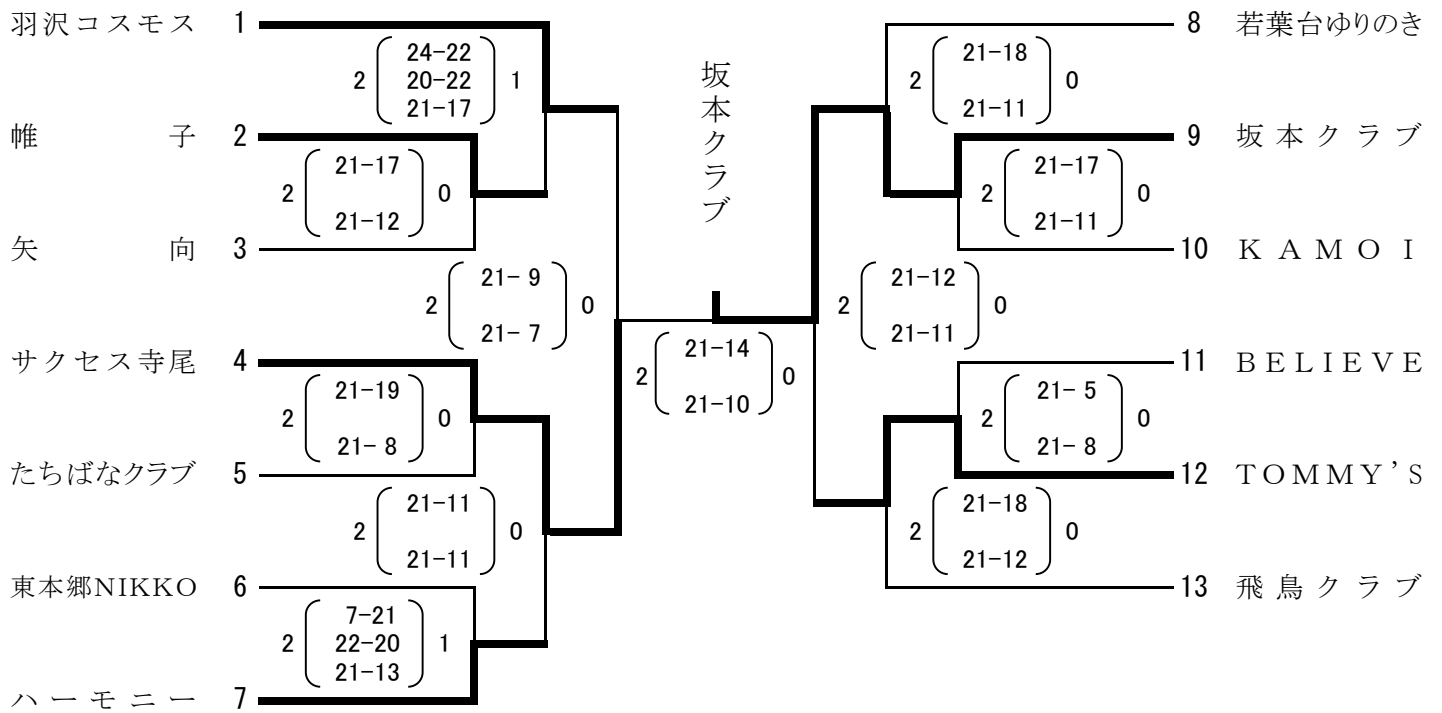 羽沢コスモス 1
24-22
2 20-22 1
21-17
帷子 2
21-17
2 0
21-12
矢向 3
21- 9
2 0
21- 7
サクセス寺尾 4
21-19
2 0
21- 8
たちばなクラブ 5
21-11
2 0
21-11
東本郷NIKKO 6
7-21
2 22-20 1
21-13
ハーモニー 7
坂本クラブ
21-14
2 0
21-10
8 若葉台ゆりのき
21-18
2 0
21-11
9 坂本クラブ
21-17
2 0
21-11
10 KAMOI
21-12
2 0
21-11
11 BELIEVE
21- 5
2 0
21- 8
12 TOMMY'S
21-18
2 0
21-12
13 飛鳥クラブ